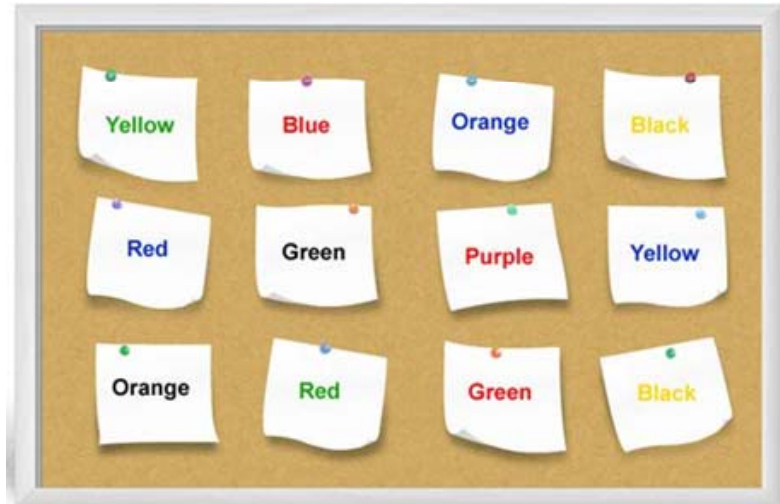 Yellow Blue Orange Black
Red Green Purple Yellow
Orange Red Green Black